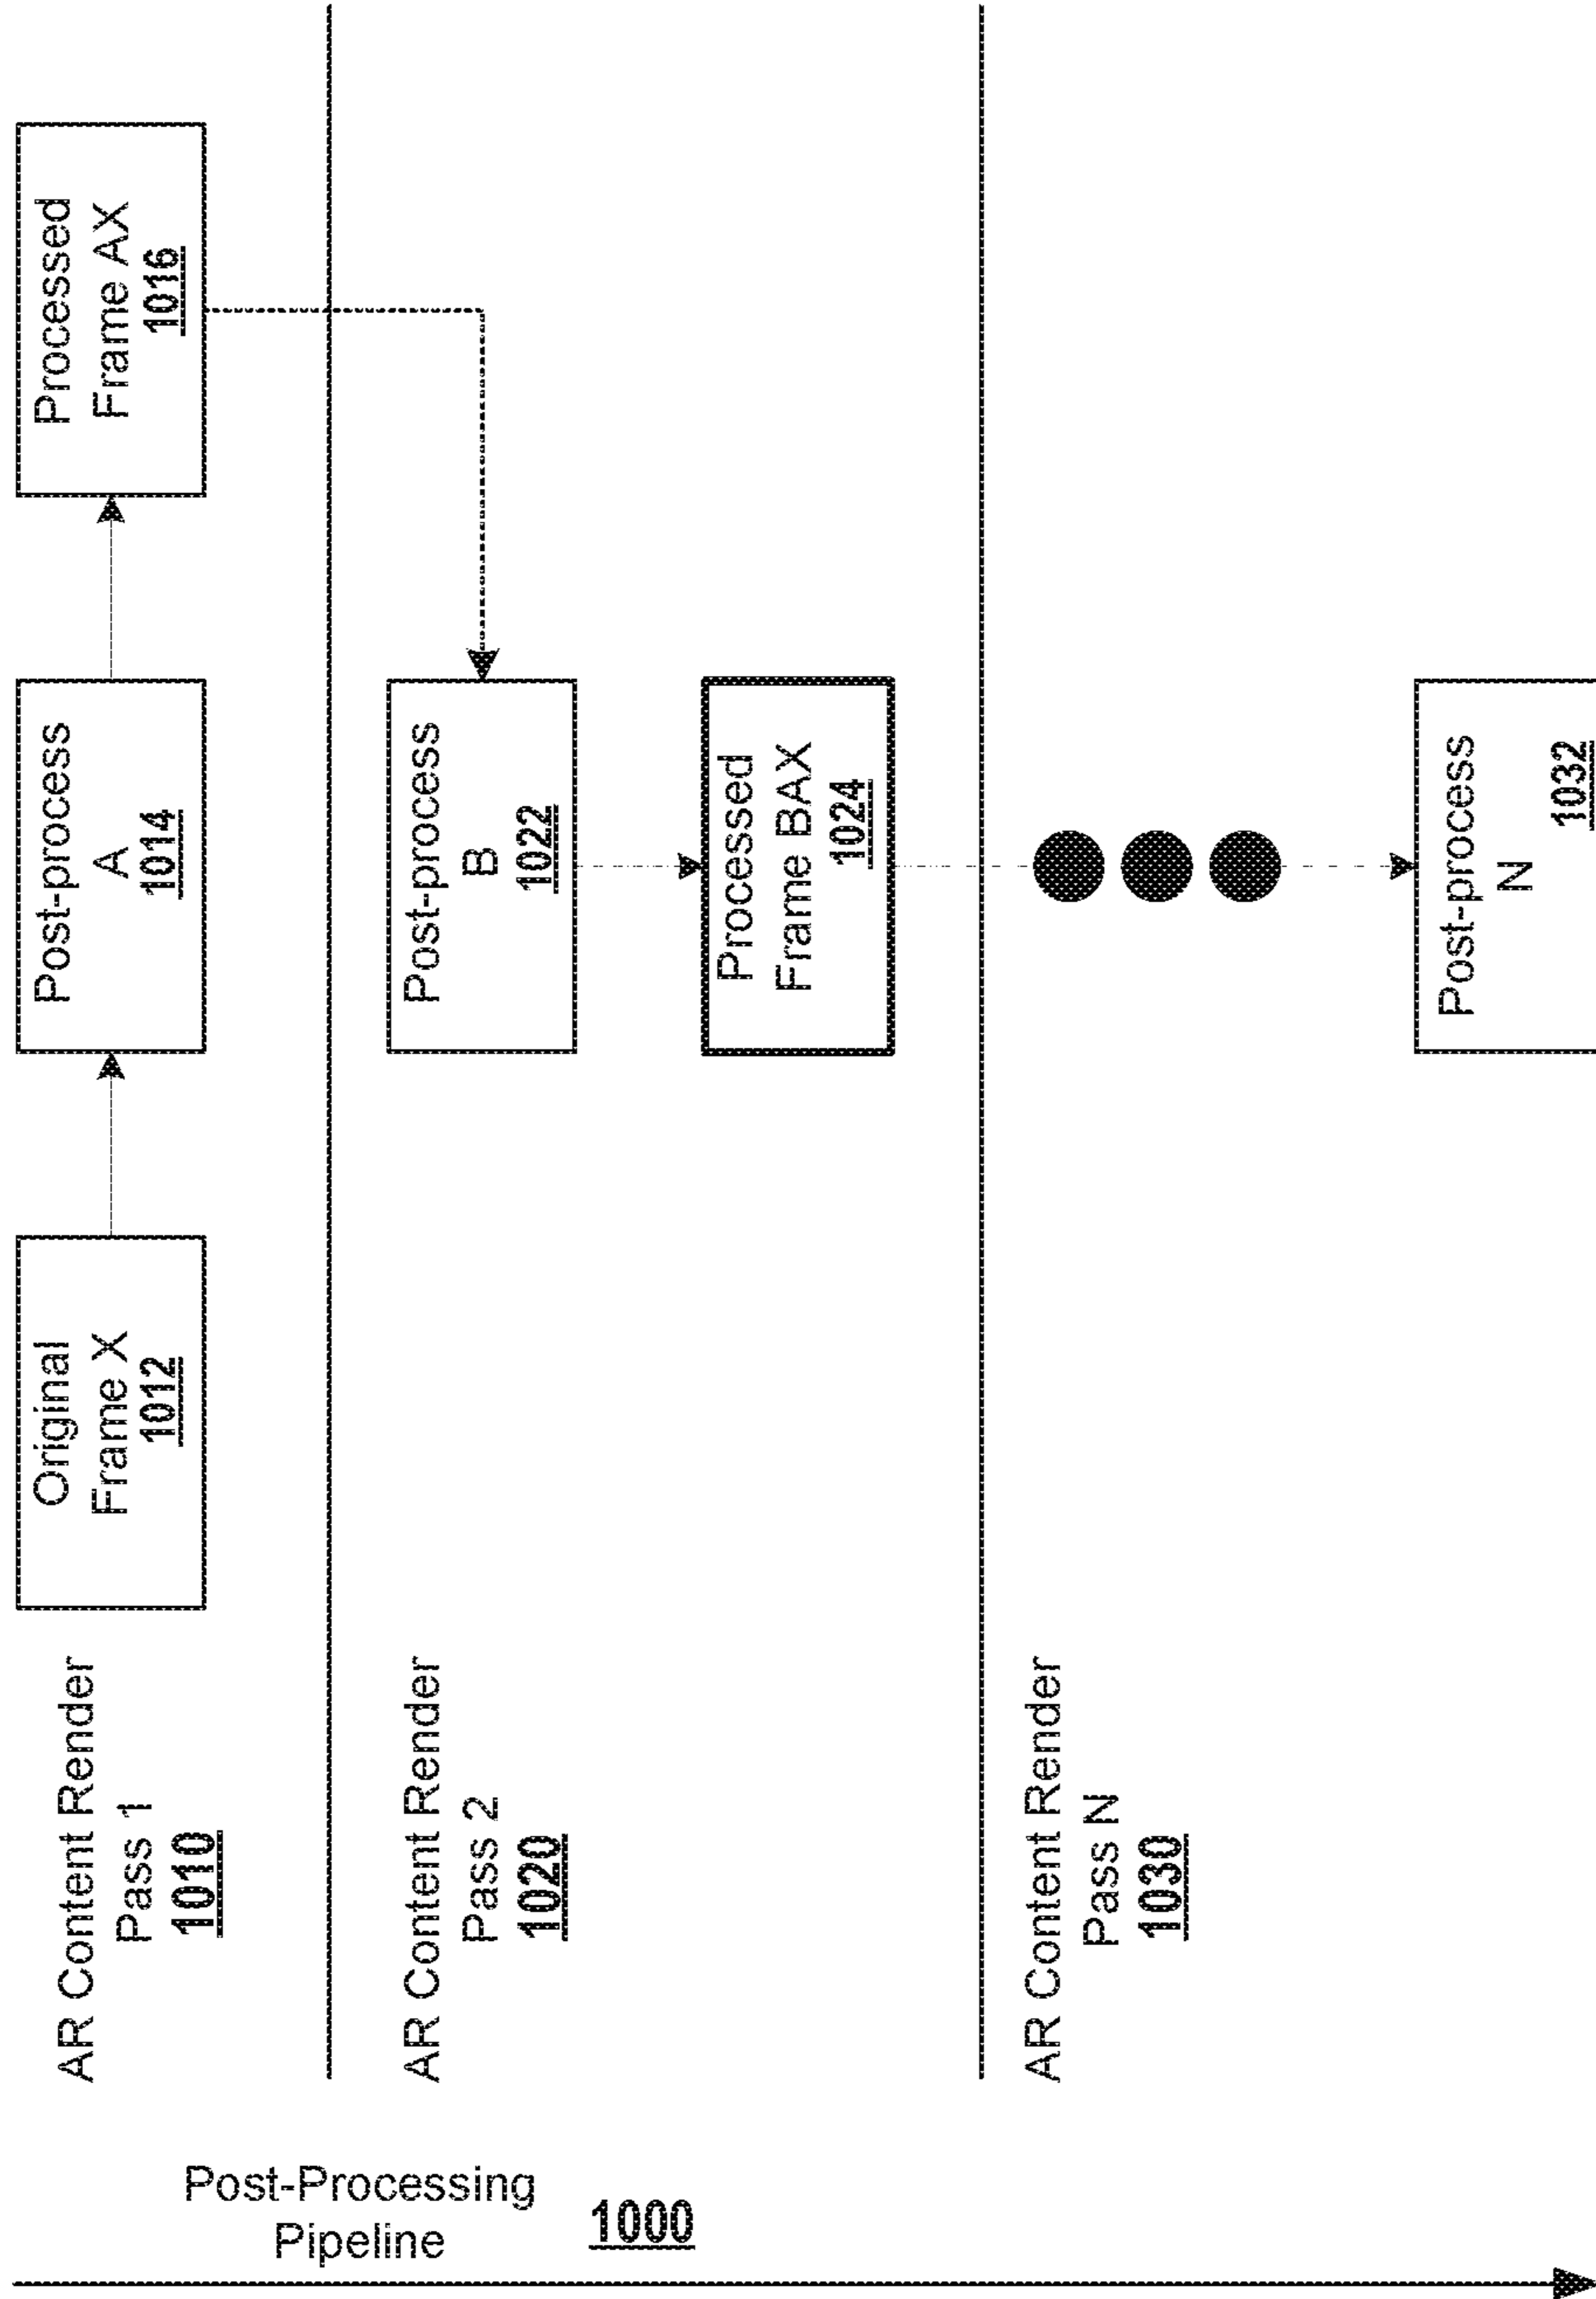 Post-Processing
Pipeline
1000
AR Content Render
Pass 1
1010
Original
Frame X
1012
Post-process
A
1014
Processed
Frame AX
1016
AR Content Render
Pass 2
1020
Post-process
B
1022
Processed
Frame BAX
1024
AR Content Render
Pass N
1030
Post-process
N
1032